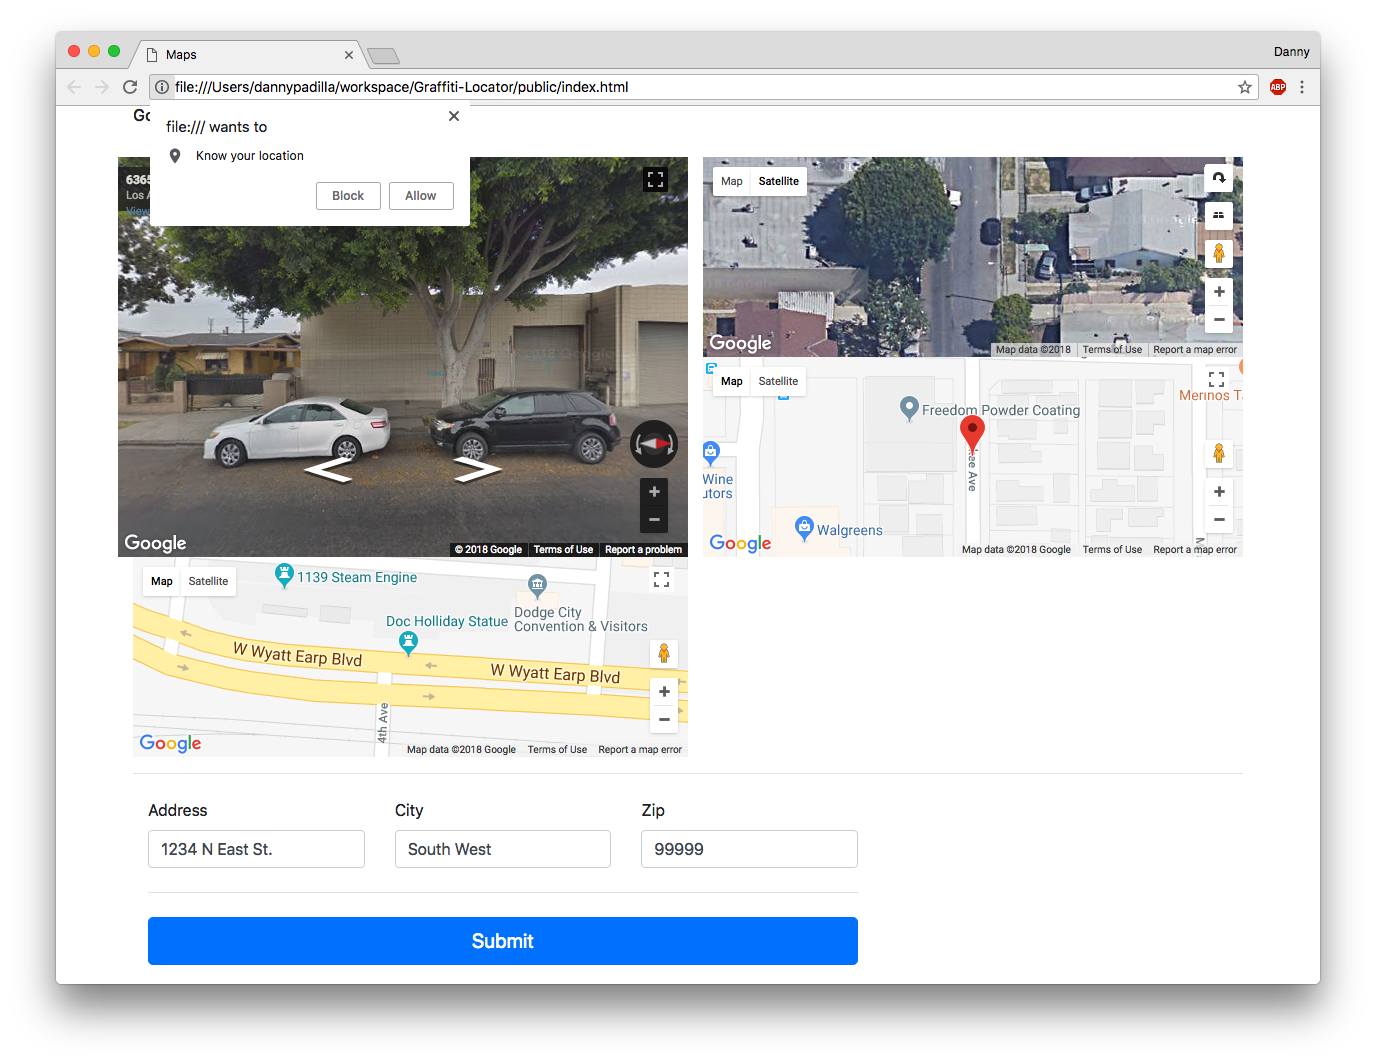 Maps
Danny
file:///Users/dannypadilla/workspace/Graffiti-Locator/public/index.html
ABP
file:/// wants to
Know your location
Block
Allow
6365
Los A
View
Google
© 2018 Google
Terms of Use
Report a problem
Map
Satellite
Google
Map data ©2018
Terms of Use
Report a map error
Map
Satellite
Merinos
Freedom Powder Coating
Wine
utors
Walgreens
Google
Map data ©2018 Google
Terms of Use
Report a map error
Map
Satellite
1139 Steam Engine
Dodge City
Convention & Visitors
Doc Holliday Statue
W Wyatt Earp Blvd
W Wyatt Earp Blvd
4th Ave
Google
Map data ©2018 Google
Terms of Use
Report a map error
Address
City
Zip
1234 N East St.
South West
99999
Submit